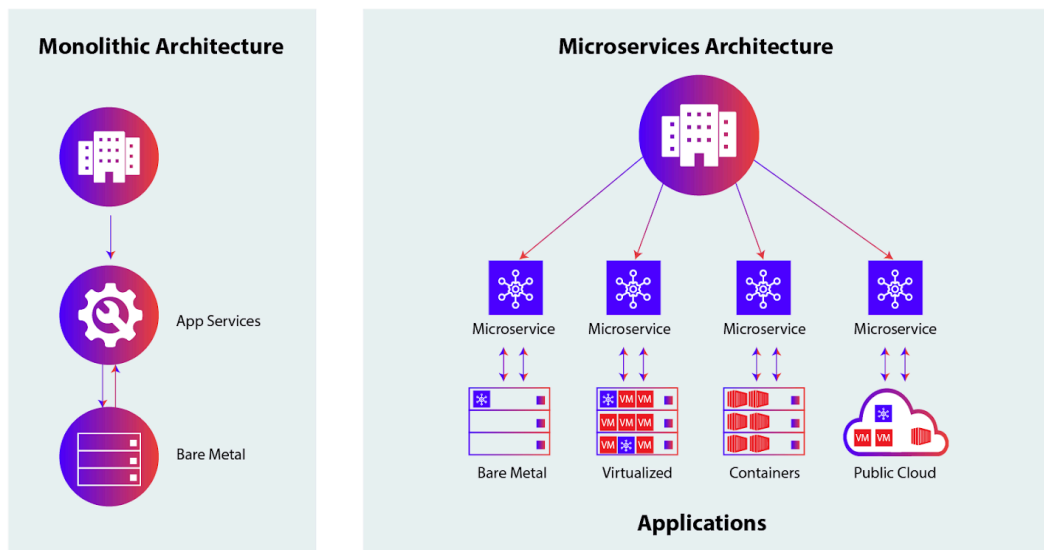 Monolithic Architecture
App Services
Bare Metal
Microservices Architecture
Microservice Microservice Microservice Microservice
VM VM
VM VM VM
VM VM
VM VM
Bare Metal Virtualized Containers Public Cloud
Applications